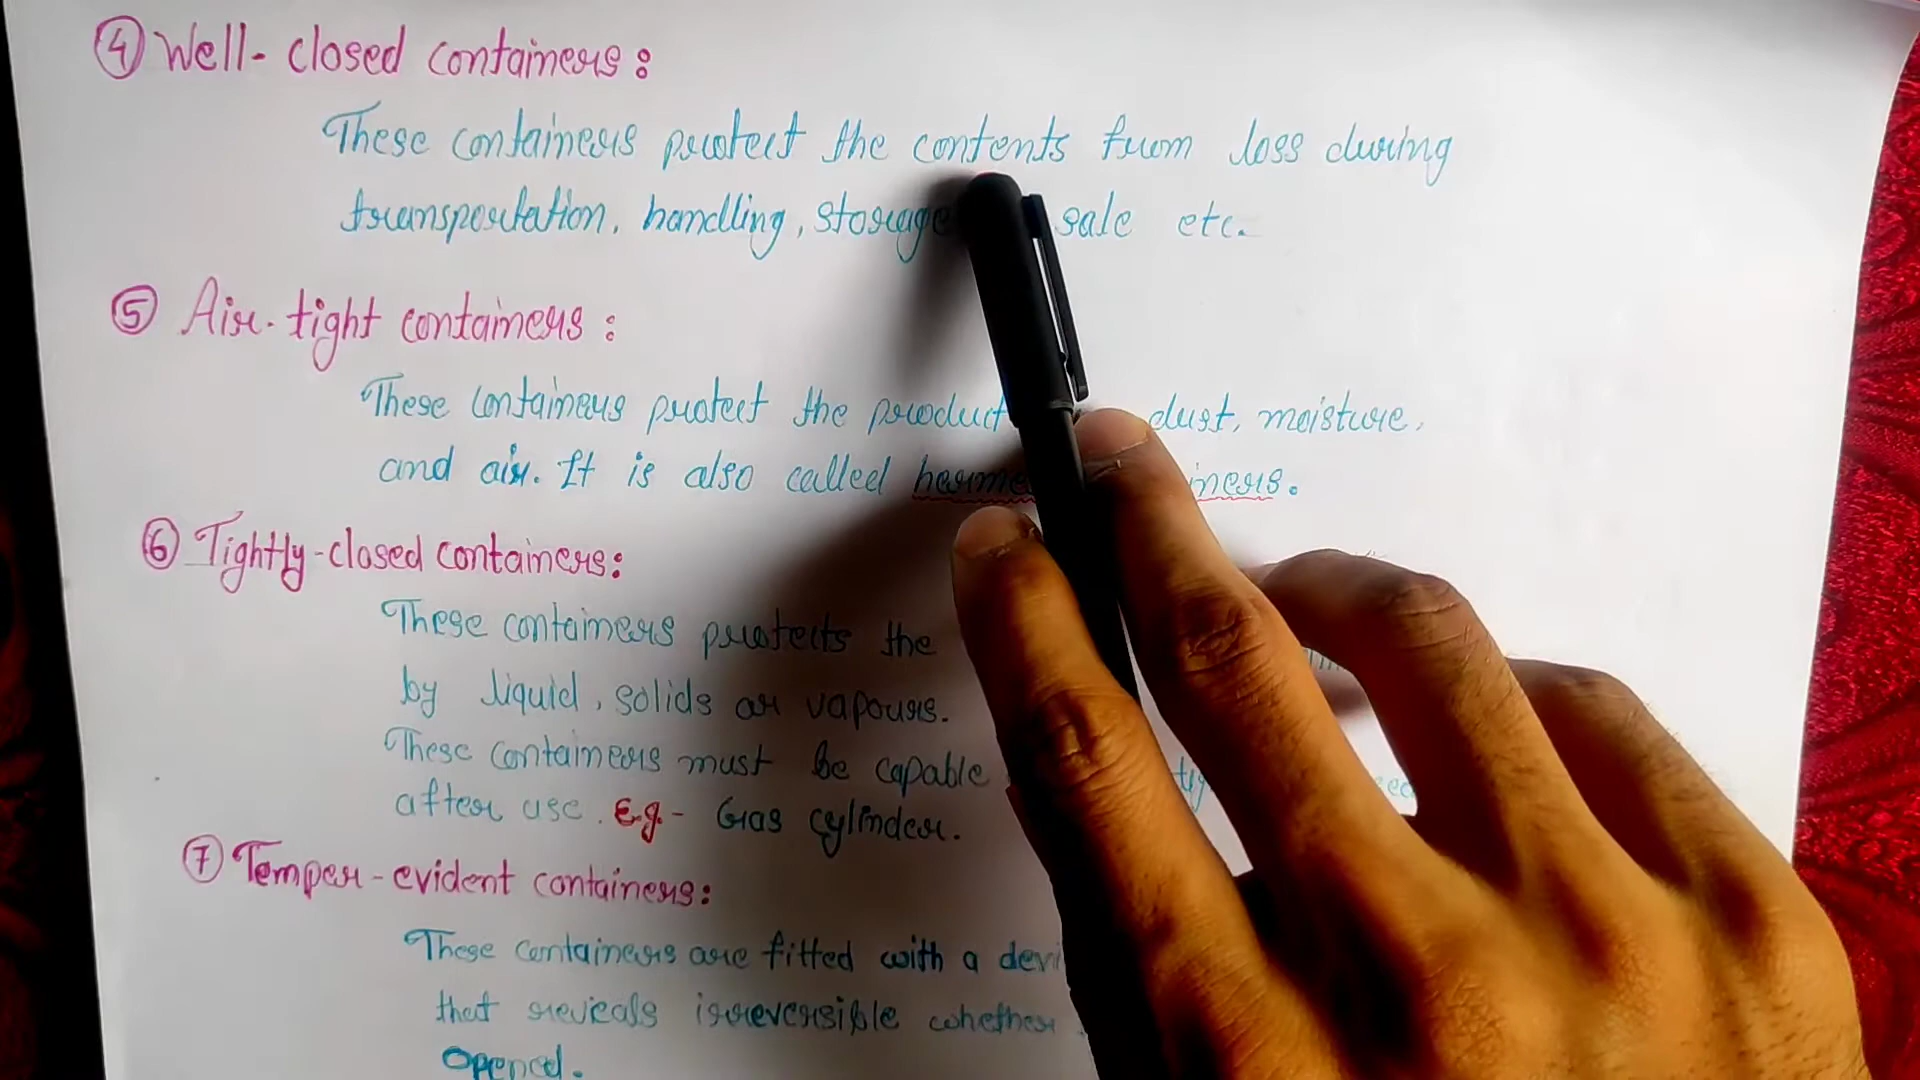 ④ Well-closed containers:
These containers protect the contents from loss during
transportation, handling, storage sale etc.
⑤ Air-tight containers:
These containers protect the product dust, moisture,
and air. It is also called
⑥ Tightly-closed containers:
These containers protects the
by liquid, solids or vapours.
These containers must be capable
after use. E.g.- Gas cylinder.
⑦ Temper-evident containers:
These containers are fitted with a
that reveals irreversible whether
Opened.